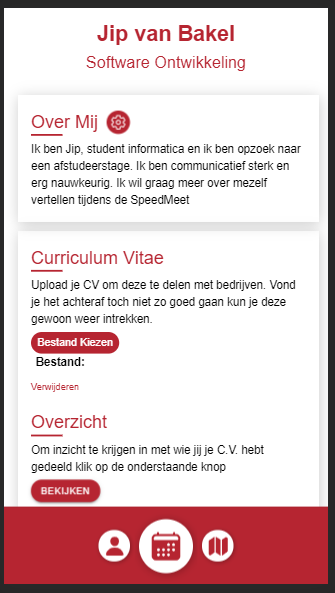 Jip van Bakel
Software Ontwikkeling
Over Mij
Ik ben Jip, student informatica en ik ben opzoek naar
een afstudeerstage. Ik ben communicatief sterk en
erg nauwkeurig. Ik wil graag meer over mezelf
vertellen tijdens de SpeedMeet
Curriculum Vitae
Upload je CV om deze te delen met bedrijven. Vond
je het achteraf toch niet zo goed gaan kun je deze
gewoon weer intrekken.
Bestand Kiezen
Bestand:
Verwijderen
Overzicht
Om inzicht te krijgen in met wie jij je C.V. hebt
gedeeld klik op de onderstaande knop
BEKIJKEN